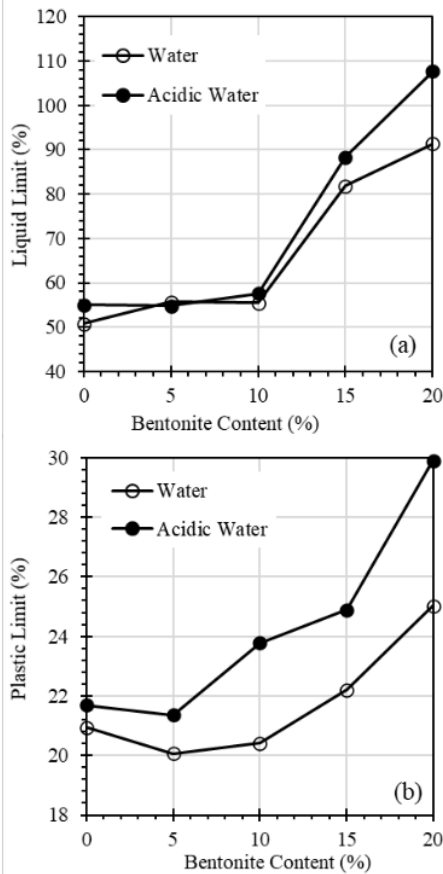 120
110
100
90
80
70
60
50
40
Liquid Limit (%)
Water
Acidic Water
(a)
0 5 10 15 20
Bentonite Content (%)
30
28
26
24
22
20
18
Plastic Limit (%)
Water
Acidic Water
(b)
0 5 10 15 20
Bentonite Content (%)